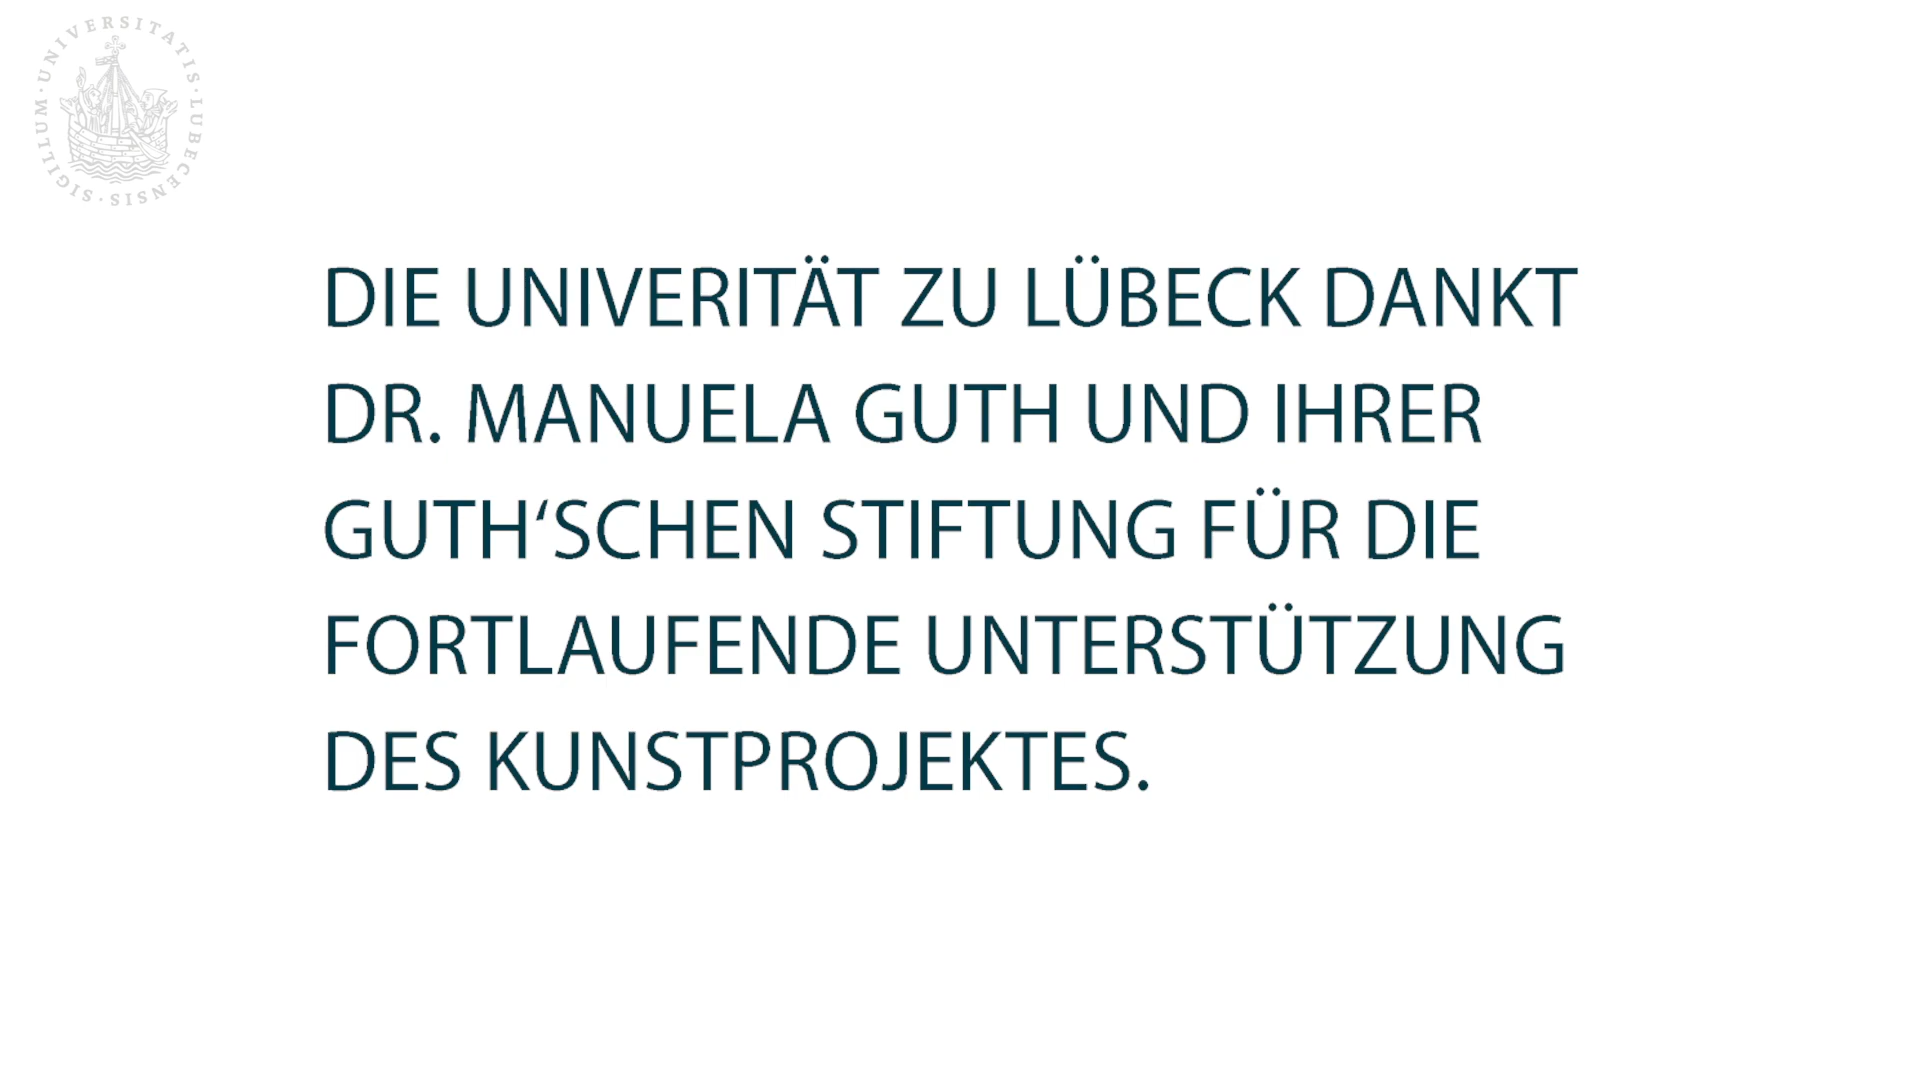 SIGILLUM · UNIVERSITATIS · LUBECENSIS ·
DIE UNIVERITÄT ZU LÜBECK DANKT
DR. MANUELA GUTH UND IHRER
GUTH‘SCHEN STIFTUNG FÜR DIE
FORTLAUFENDE UNTERSTÜTZUNG
DES KUNSTPROJEKTES.